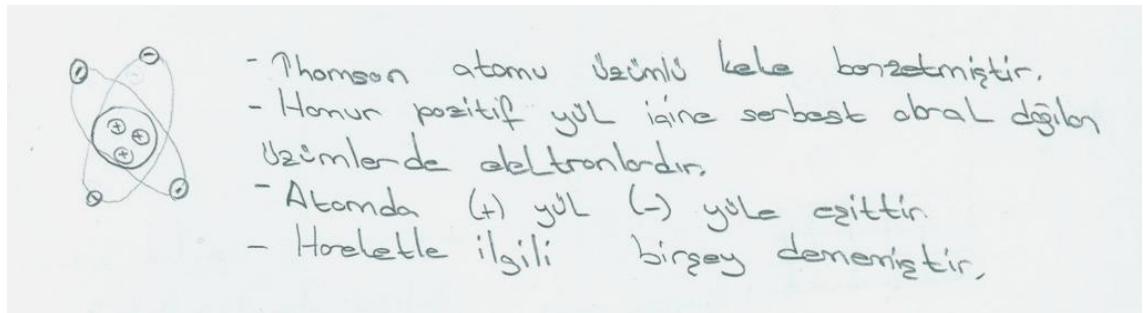 - Thomson atomu üzümlü keke benzetmiştir.
- Hamur pozitif yük içine serbest olarak dağılan
üzümlerde elektronlardır.
- Atomda (+) yük (-) yüke eşittir
- Hareketle ilgili birşey dememiştir.